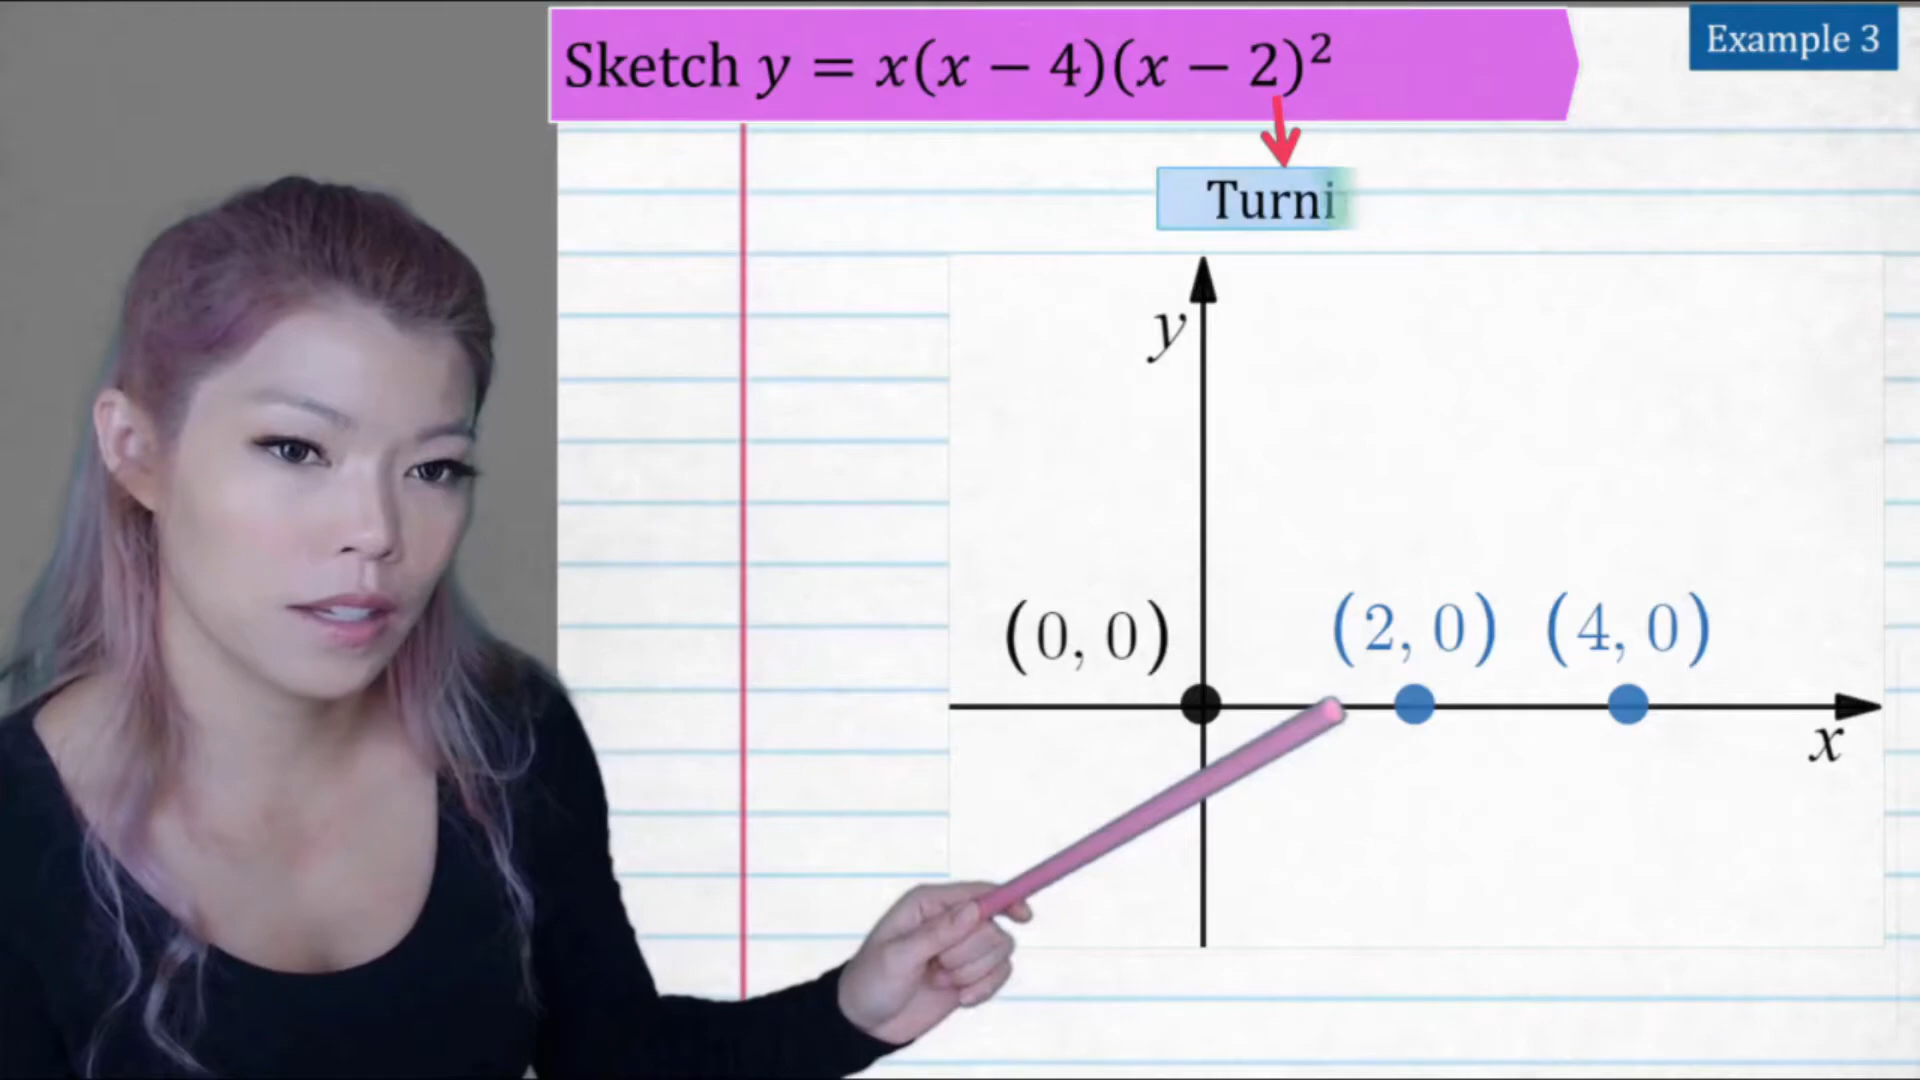 Sketch y = x(x − 4)(x − 2)²
Example 3
Turni
y
(0, 0)
(2, 0)
(4, 0)
x